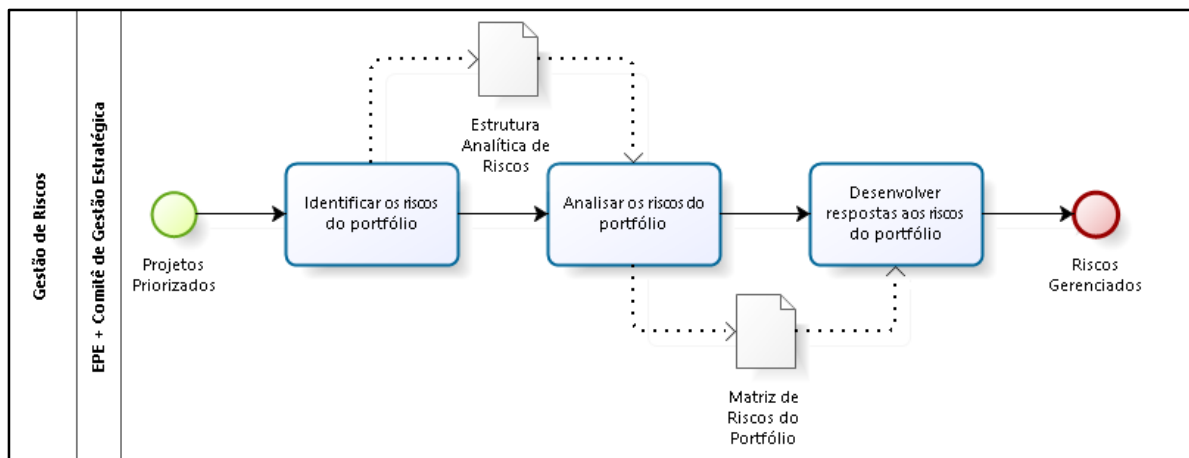 Gestão de Riscos
EPE + Comitê de Gestão Estratégica
Projetos
Priorizados
Identificar os riscos
do portfólio
Estrutura
Analítica de
Riscos
Analisar os riscos do
portfólio
Matriz de
Riscos do
Portfólio
Desenvolver
respostas aos riscos
do portfólio
Riscos
Gerenciados